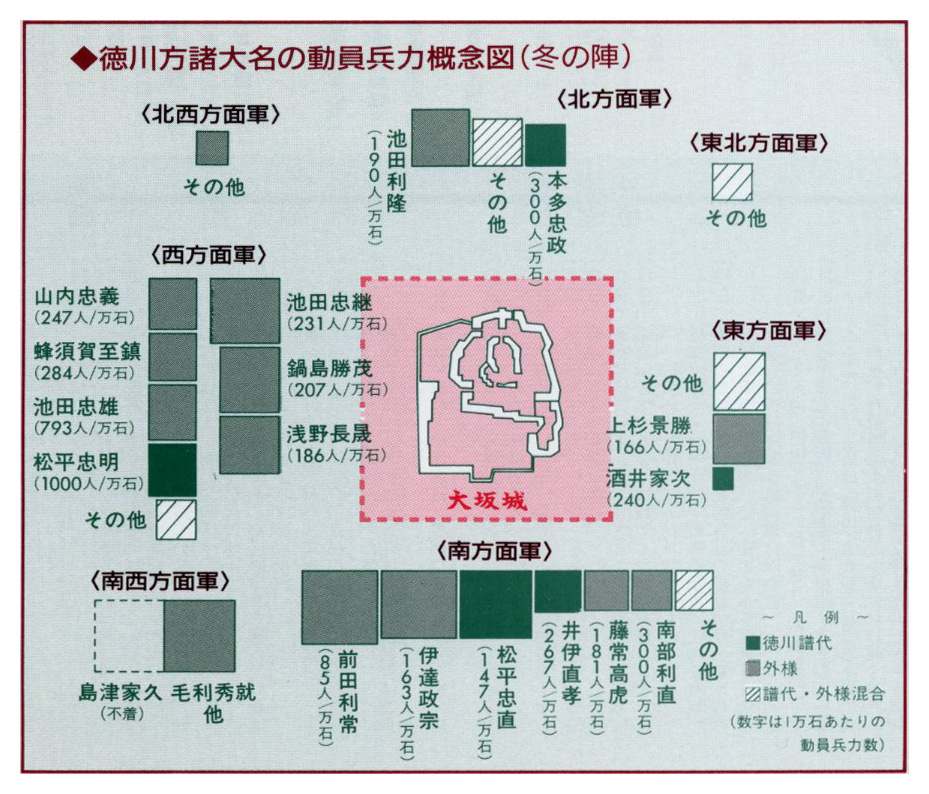 ◆徳川方諸大名の動員兵力概念図(冬の陣)
〈北西方面軍〉
その他
〈北方面軍〉
池田利隆
(190人/万石)
その他
本多忠政
(300人/万石)
〈東北方面軍〉
その他
〈西方面軍〉
山内忠義
(247人/万石)
蜂須賀至鎮
(284人/万石)
池田忠雄
(793人/万石)
松平忠明
(1000人/万石)
その他
池田忠継
(231人/万石)
鍋島勝茂
(207人/万石)
浅野長晟
(186人/万石)
大坂城
〈東方面軍〉
その他
上杉景勝
(166人/万石)
酒井家次
(240人/万石)
〈南西方面軍〉
島津家久
(不着)
毛利秀就
他
〈南方面軍〉
前田利常
(85人/万石)
伊達政宗
(163人/万石)
松平忠直
(147人/万石)
井伊直孝
(267人/万石)
藤常高虎
(181人/万石)
南部利直
(300人/万石)
その他
～凡例～
徳川譜代
外様
譜代・外様混合
(数字は1万石あたりの
動員兵力数)